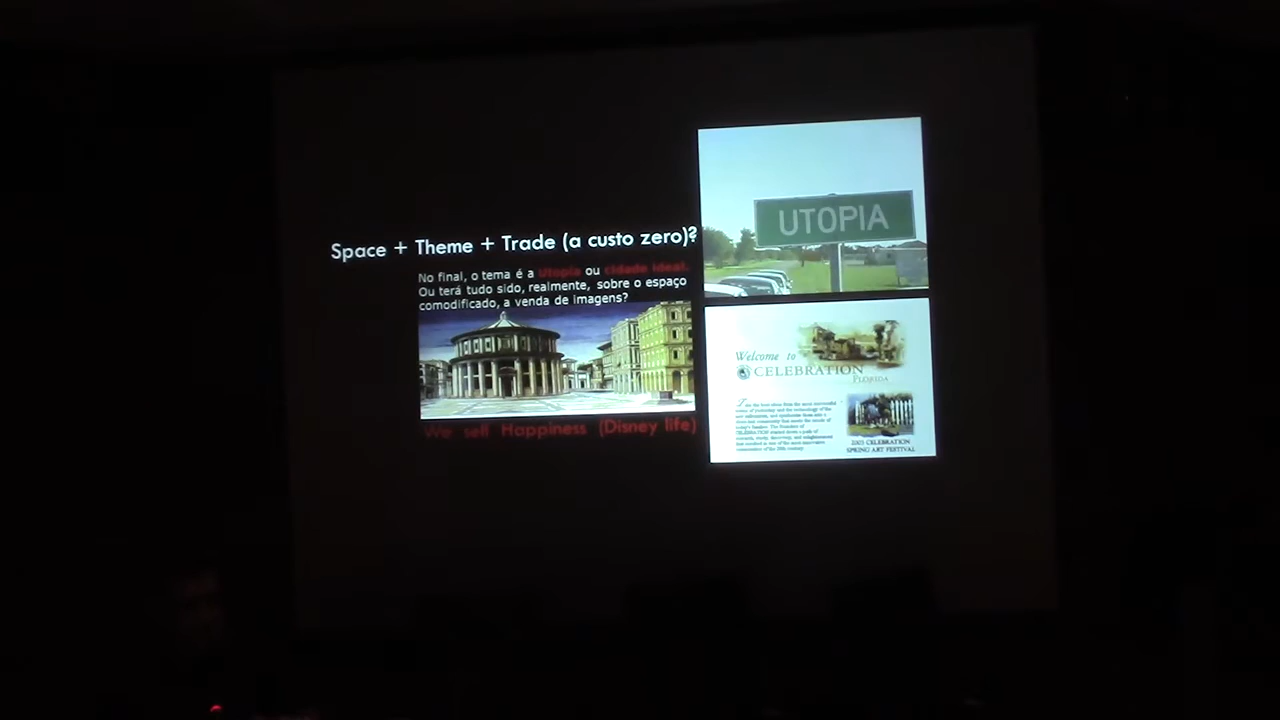 Space + Theme + Trade (a custo zero)?
No final, o tema é a Utopia ou cidade ideal.
Ou terá tudo sido, realmente, sobre o espaço
comodificado, a venda de imagens?
We sell Happiness (Disney life)
UTOPIA
Welcome to
CELEBRATION
FLORIDA
2003 CELEBRATION
SPRING ART FESTIVAL